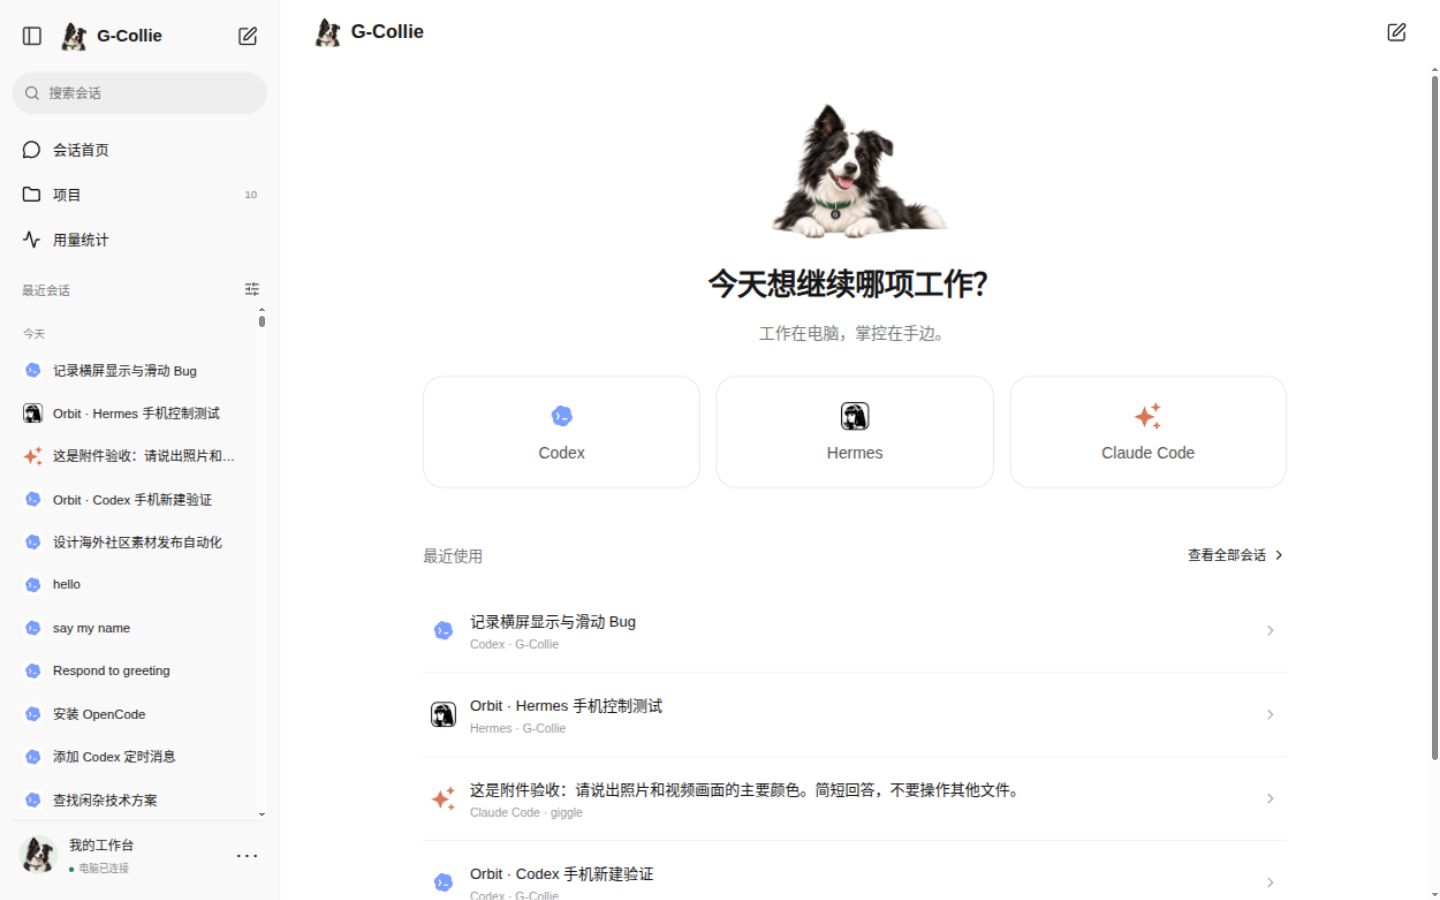 G-Collie
搜索会话
会话首页
项目 10
用量统计
最近会话
今天
记录横屏显示与滑动 Bug
Orbit · Hermes 手机控制测试
这是附件验收：请说出照片和...
Orbit · Codex 手机新建验证
设计海外社区素材发布自动化
hello
say my name
Respond to greeting
安装 OpenCode
添加 Codex 定时消息
查找闲杂技术方案
我的工作台
电脑已连接
G-Collie
今天想继续哪项工作？
工作在电脑，掌控在手边。
Codex
Hermes
Claude Code
最近使用
查看全部会话
记录横屏显示与滑动 Bug
Codex · G-Collie
Orbit · Hermes 手机控制测试
Hermes · G-Collie
这是附件验收：请说出照片和视频画面的主要颜色。简短回答，不要操作其他文件。
Claude Code · giggle
Orbit · Codex 手机新建验证
Codex · G-Collie